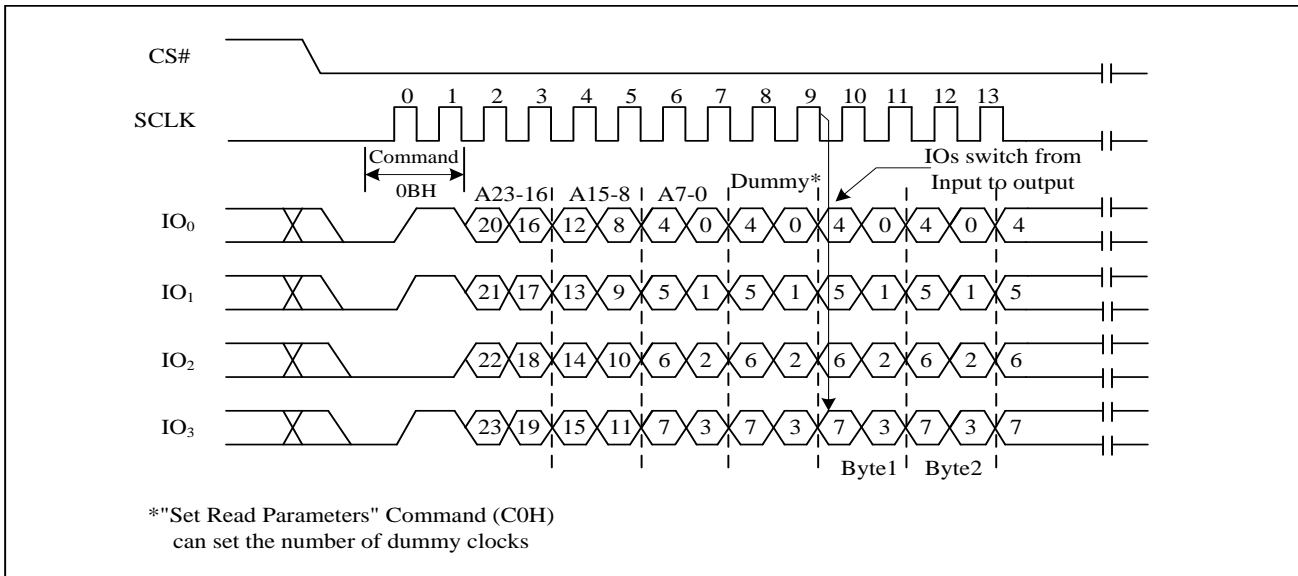 CS#
0 1 2 3 4 5 6 7 8 9 10 11 12 13
SCLK
Command
IOs switch from
0BH
Dummy*
Input to output
A23-16 A15-8 A7-0
IO0 20 16 12 8 4 0 4 0 4 0 4 0 4
IO1 21 17 13 9 5 1 5 1 5 1 5 1 5
IO2 22 18 14 10 6 2 6 2 6 2 6 2 6
IO3 23 19 15 11 7 3 7 3 7 3 7 3 7
Byte1 Byte2
*"Set Read Parameters" Command (C0H)
can set the number of dummy clocks